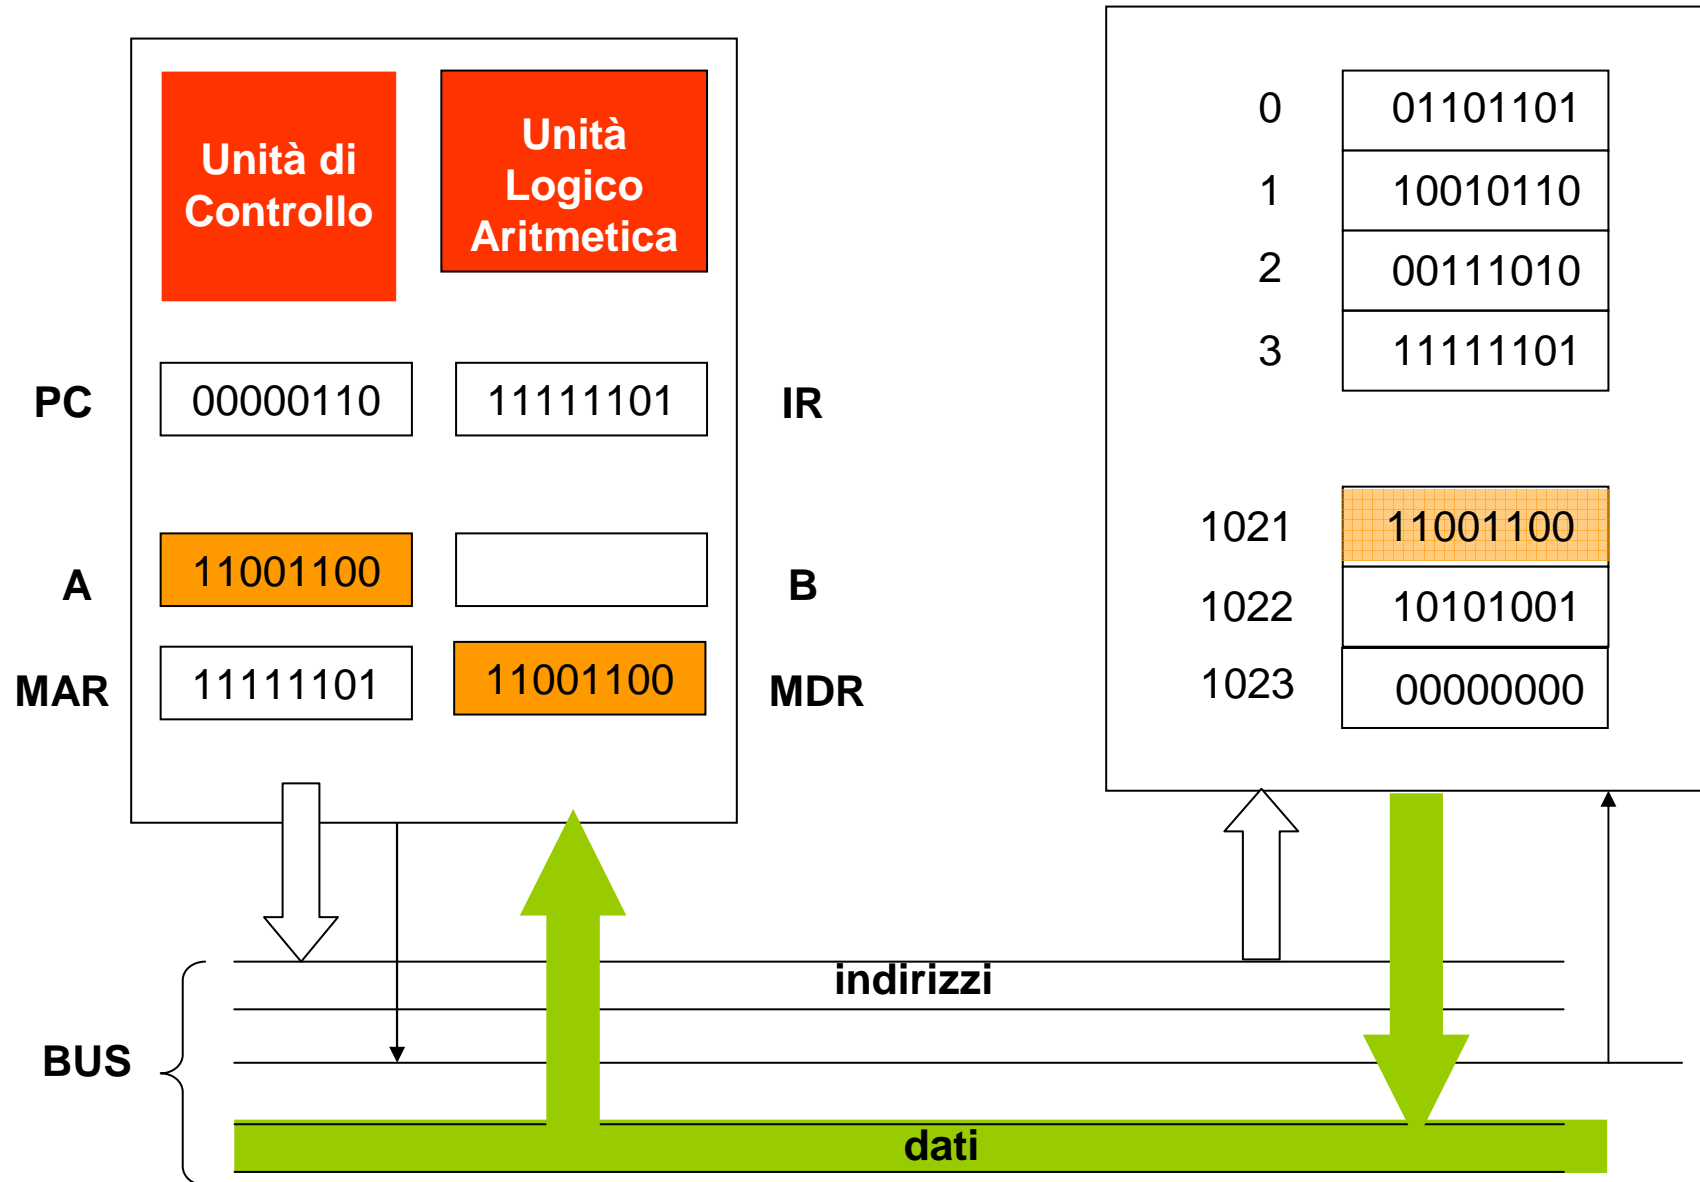 Unità di
Controllo
Unità
Logico
Aritmetica
PC 00000110 11111101 IR
A 11001100 B
MAR 11111101 11001100 MDR
0 01101101
1 10010110
2 00111010
3 11111101
1021 11001100
1022 10101001
1023 00000000
indirizzi
BUS
dati